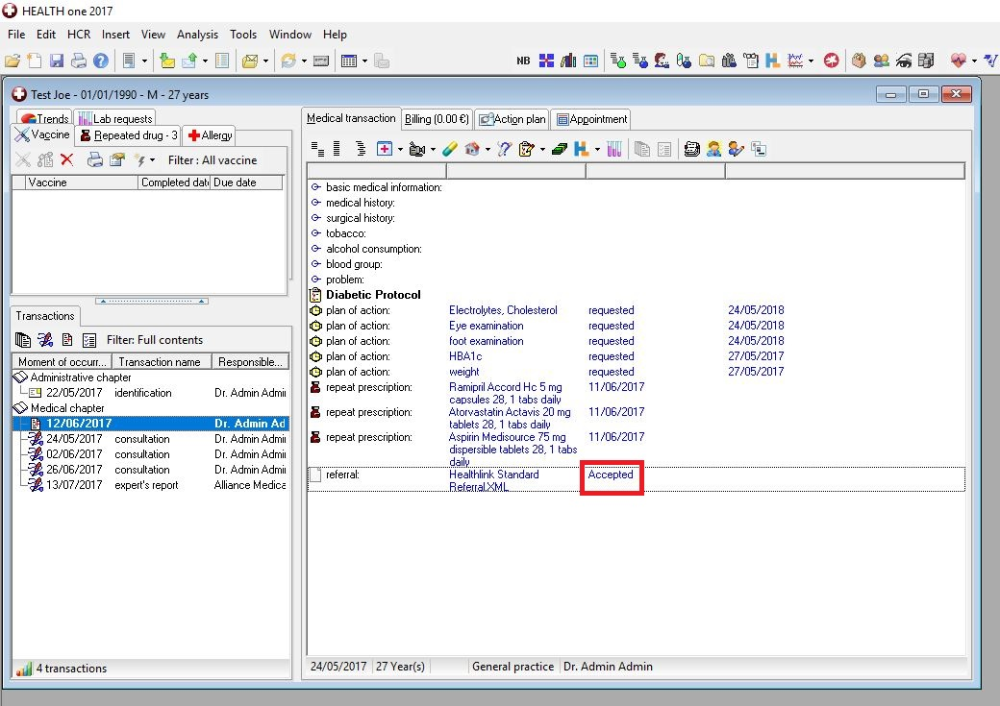 HEALTH one 2017
File Edit HCR Insert View Analysis Tools Window Help
NB
Test Joe - 01/01/1990 - M - 27 years
Trends Lab requests
Vaccine Repeated drug - 3 Allergy
Filter : All vaccine
Vaccine Completed date Due date
Transactions
Filter: Full contents
Moment of occurr... Transaction name Responsible...
Administrative chapter
22/05/2017 identification Dr. Admin Admi
Medical chapter
12/06/2017 Dr. Admin Ad
24/05/2017 consultation Dr. Admin Admi
02/06/2017 consultation Dr. Admin Admi
26/06/2017 consultation Dr. Admin Admi
13/07/2017 expert's report Alliance Medica
4 transactions
Medical transaction Billing (0.00 €) Action plan Appointment
basic medical information:
medical history:
surgical history:
tobacco:
alcohol consumption:
blood group:
problem:
Diabetic Protocol
plan of action: Electrolytes, Cholesterol requested 24/05/2018
plan of action: Eye examination requested 24/05/2018
plan of action: foot examination requested 24/05/2018
plan of action: HBA1c requested 27/05/2017
plan of action: weight requested 27/05/2017
repeat prescription: Ramipril Accord Hc 5 mg 11/06/2017
capsules 28, 1 tabs daily
repeat prescription: Atorvastatin Actavis 20 mg 11/06/2017
tablets 28, 1 tabs daily
repeat prescription: Aspirin Medisource 75 mg 11/06/2017
dispersible tablets 28, 1 tabs
daily
referral: Healthlink Standard Accepted
Referral.XML
24/05/2017 27 Year(s) General practice Dr. Admin Admin